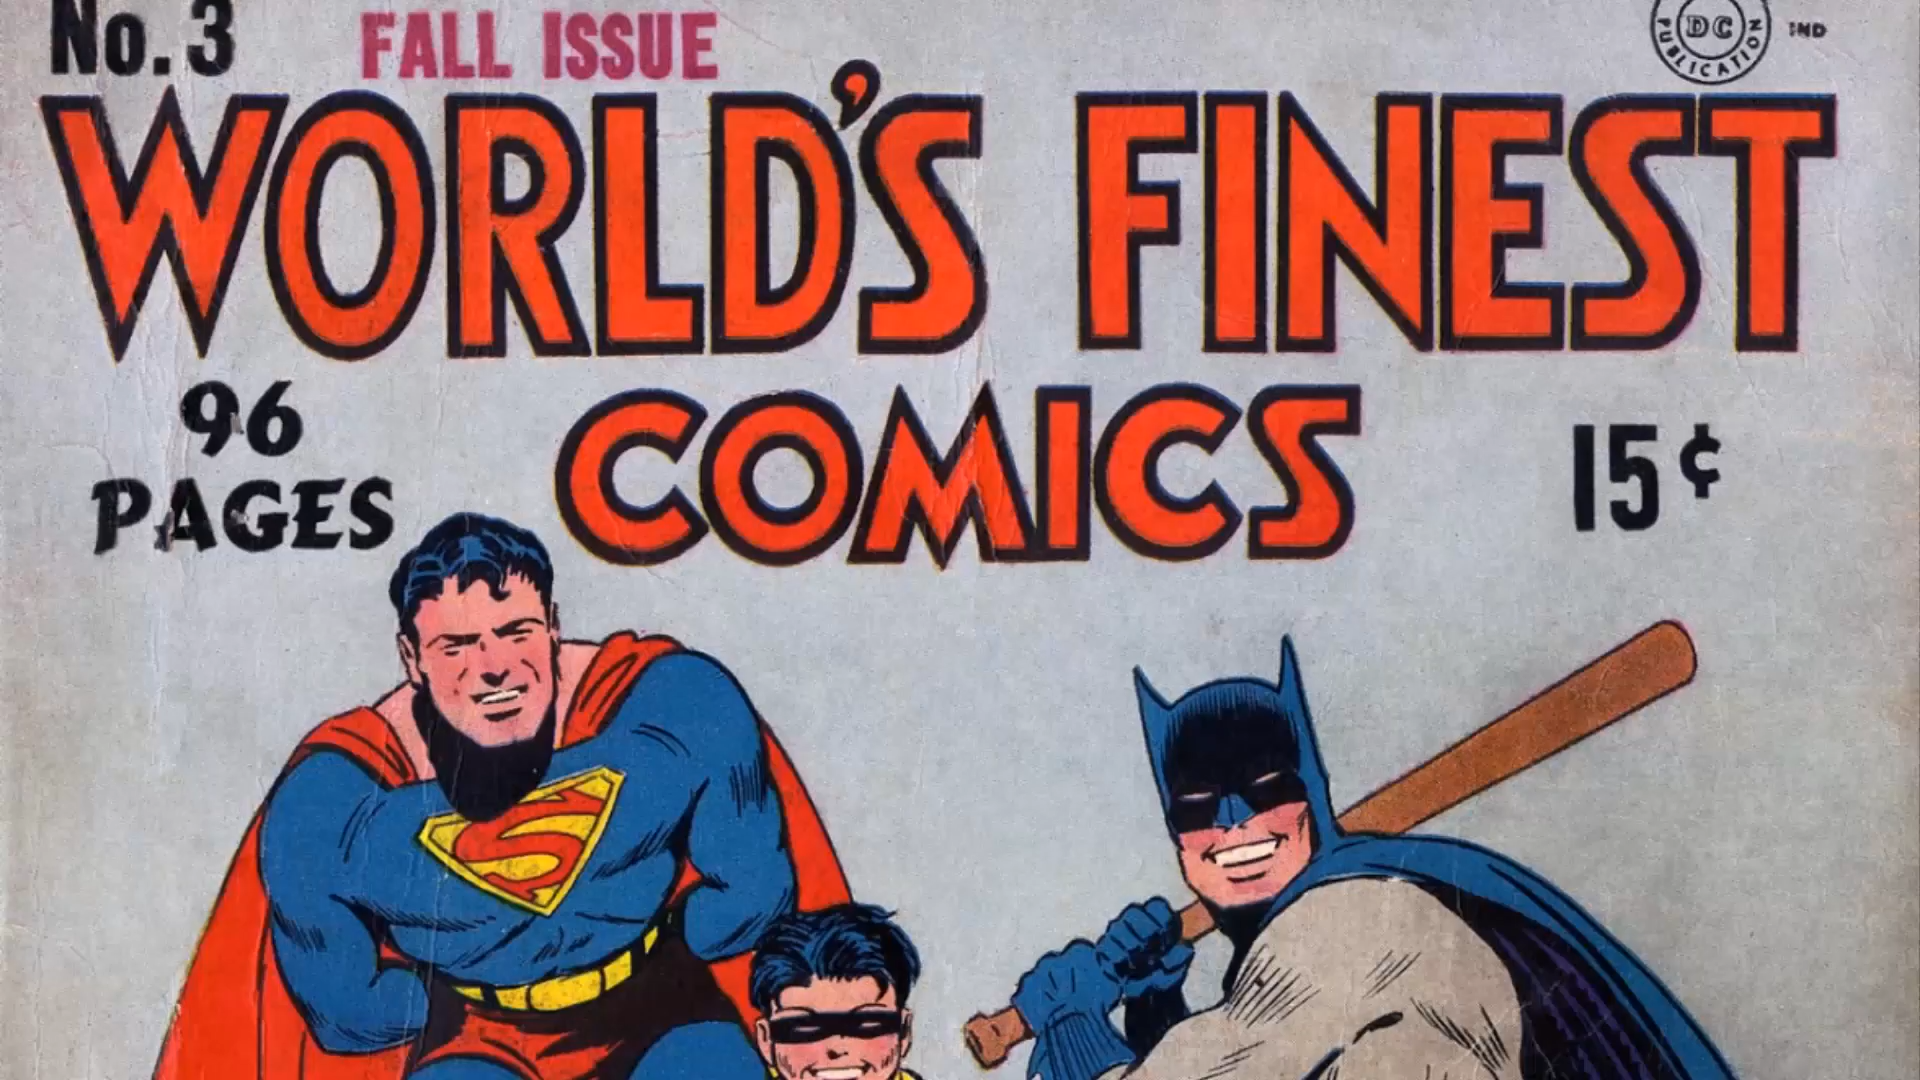 No. 3 FALL ISSUE
DC
PUBLICATION
IND
WORLD'S FINEST
COMICS
96
PAGES
15¢
S